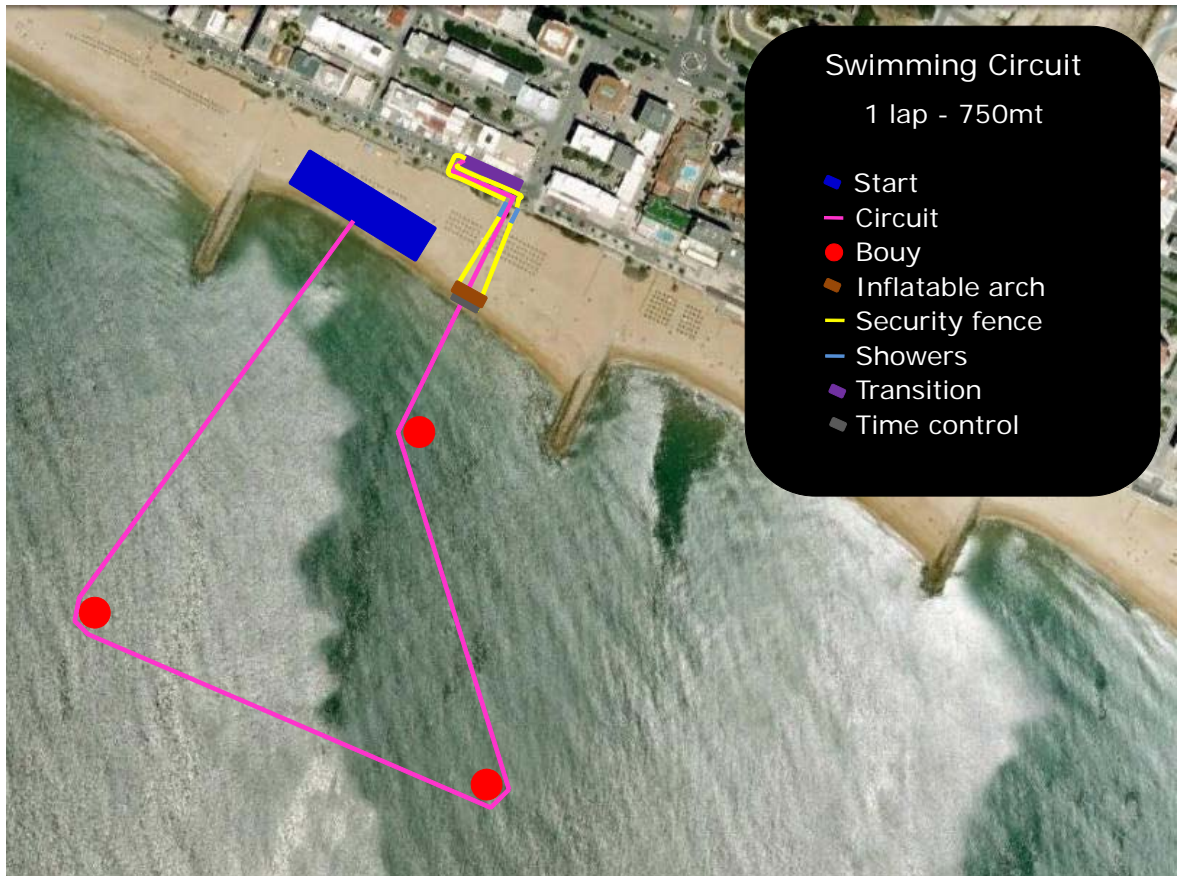 Swimming Circuit
1 lap - 750mt
Start
Circuit
Bouy
Inflatable arch
Security fence
Showers
Transition
Time control